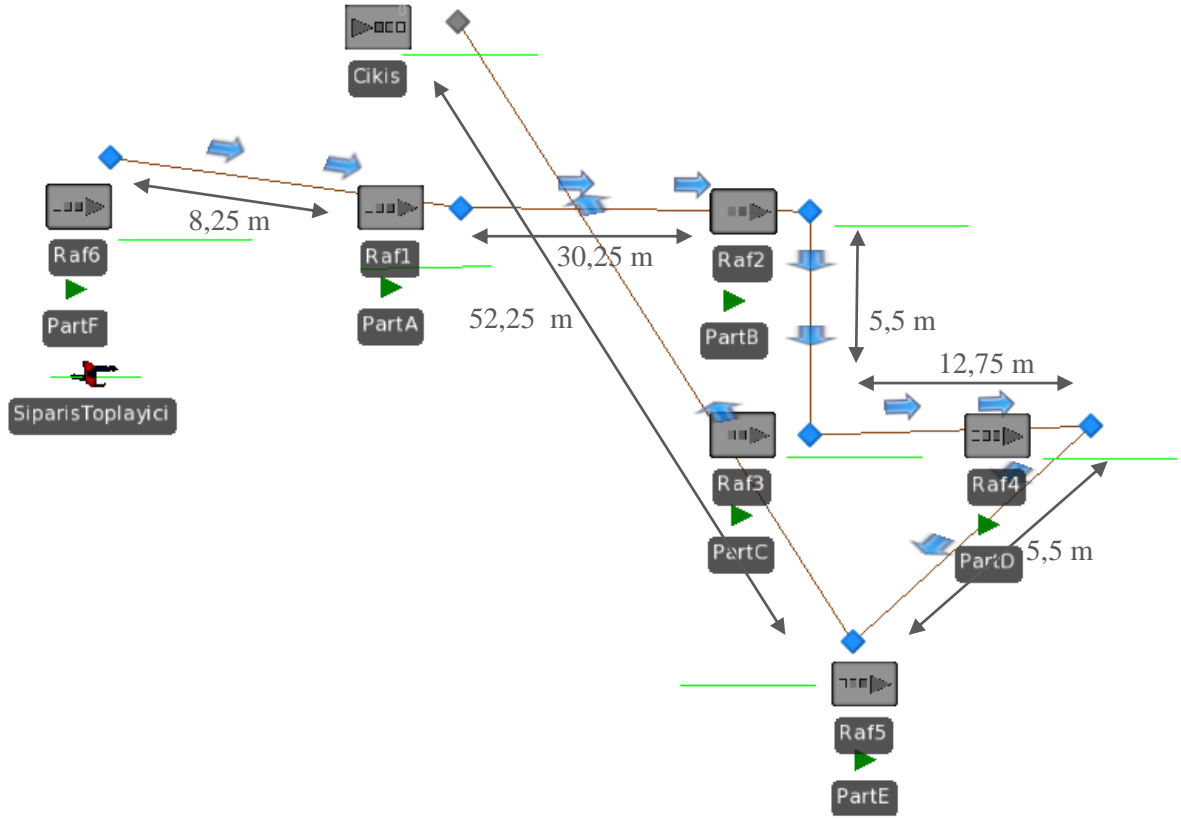 0
Cikis
8,25 m
Raf6
PartF
SiparisToplayici
Raf1
PartA
30,25 m
Raf2
PartB
52,25 m
5,5 m
12,75 m
Raf3
PartC
Raf4
PartD
5,5 m
Raf5
PartE